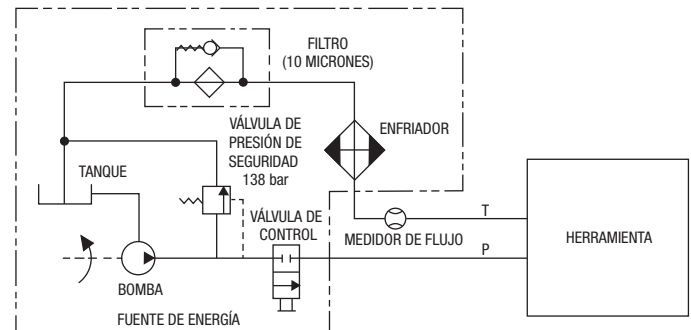 FILTRO
(10 MICRONES)
VÁLVULA DE
PRESIÓN DE
SEGURIDAD
138 bar
ENFRIADOR
TANQUE
VÁLVULA DE
CONTROL
MEDIDOR DE FLUJO
T
P
HERRAMIENTA
BOMBA
FUENTE DE ENERGÍA